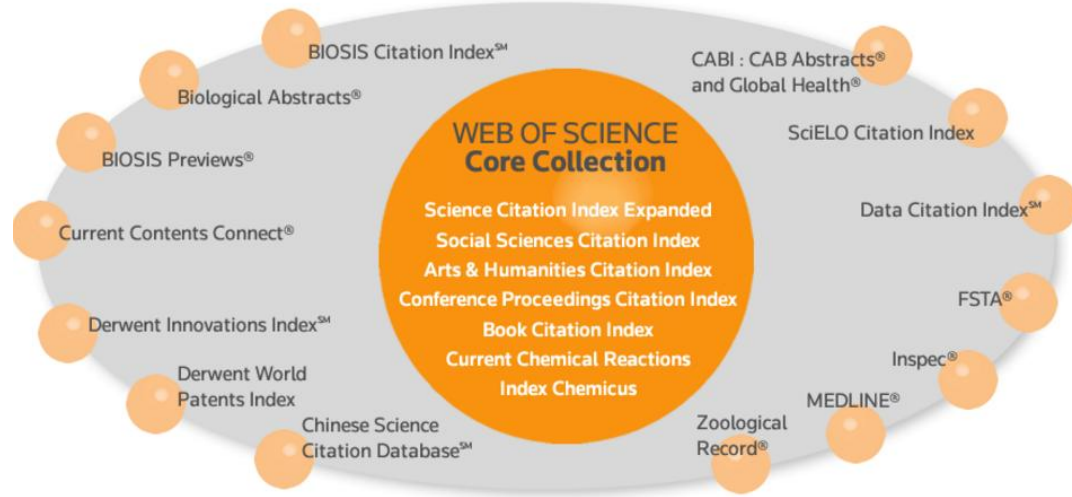 BIOSIS Citation Index℠
Biological Abstracts®
BIOSIS Previews®
Current Contents Connect®
Derwent Innovations Index℠
Derwent World
Patents Index
Chinese Science
Citation Database℠
WEB OF SCIENCE
Core Collection
Science Citation Index Expanded
Social Sciences Citation Index
Arts & Humanities Citation Index
Conference Proceedings Citation Index
Book Citation Index
Current Chemical Reactions
Index Chemicus
CABI : CAB Abstracts®
and Global Health®
SciELO Citation Index
Data Citation Index℠
FSTA®
Inspec®
MEDLINE®
Zoological
Record®